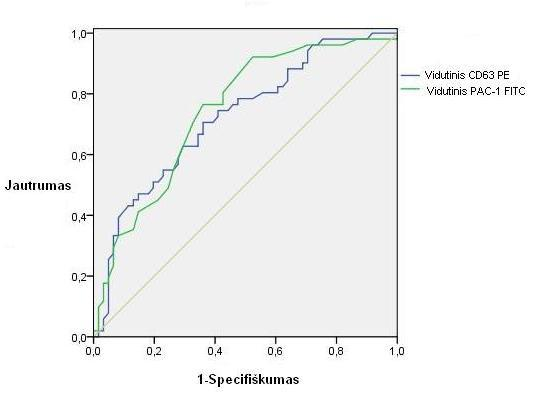 1,0
0,8
0,6
0,4
0,2
0,0
Jautrumas
0,0 0,2 0,4 0,6 0,8 1,0
1-Specifiškumas
Vidutinis CD63 PE
Vidutinis PAC-1 FITC